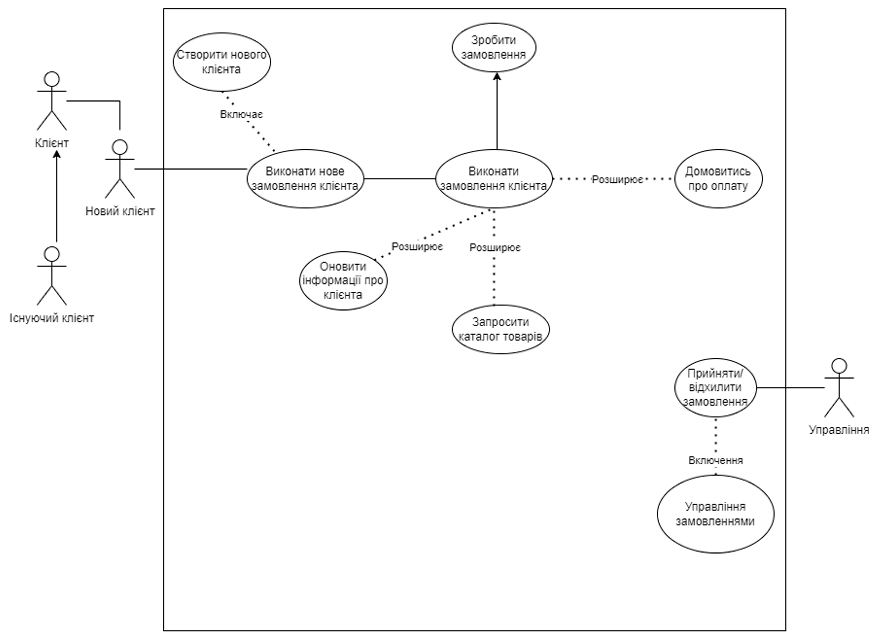 Зробити
замовлення
Створити нового
клієнта
Включає
Клієнт
Виконати нове
замовлення клієнта
Виконати
замовлення клієнта
Розширює
Домовитись
про оплату
Новий клієнт
Розширює
Розширює
Оновити
інформації про
клієнта
Існуючий клієнт
Запросити
каталог товарів
Прийняти/
відхилити
замовлення
Управління
Включення
Управління
замовленнями